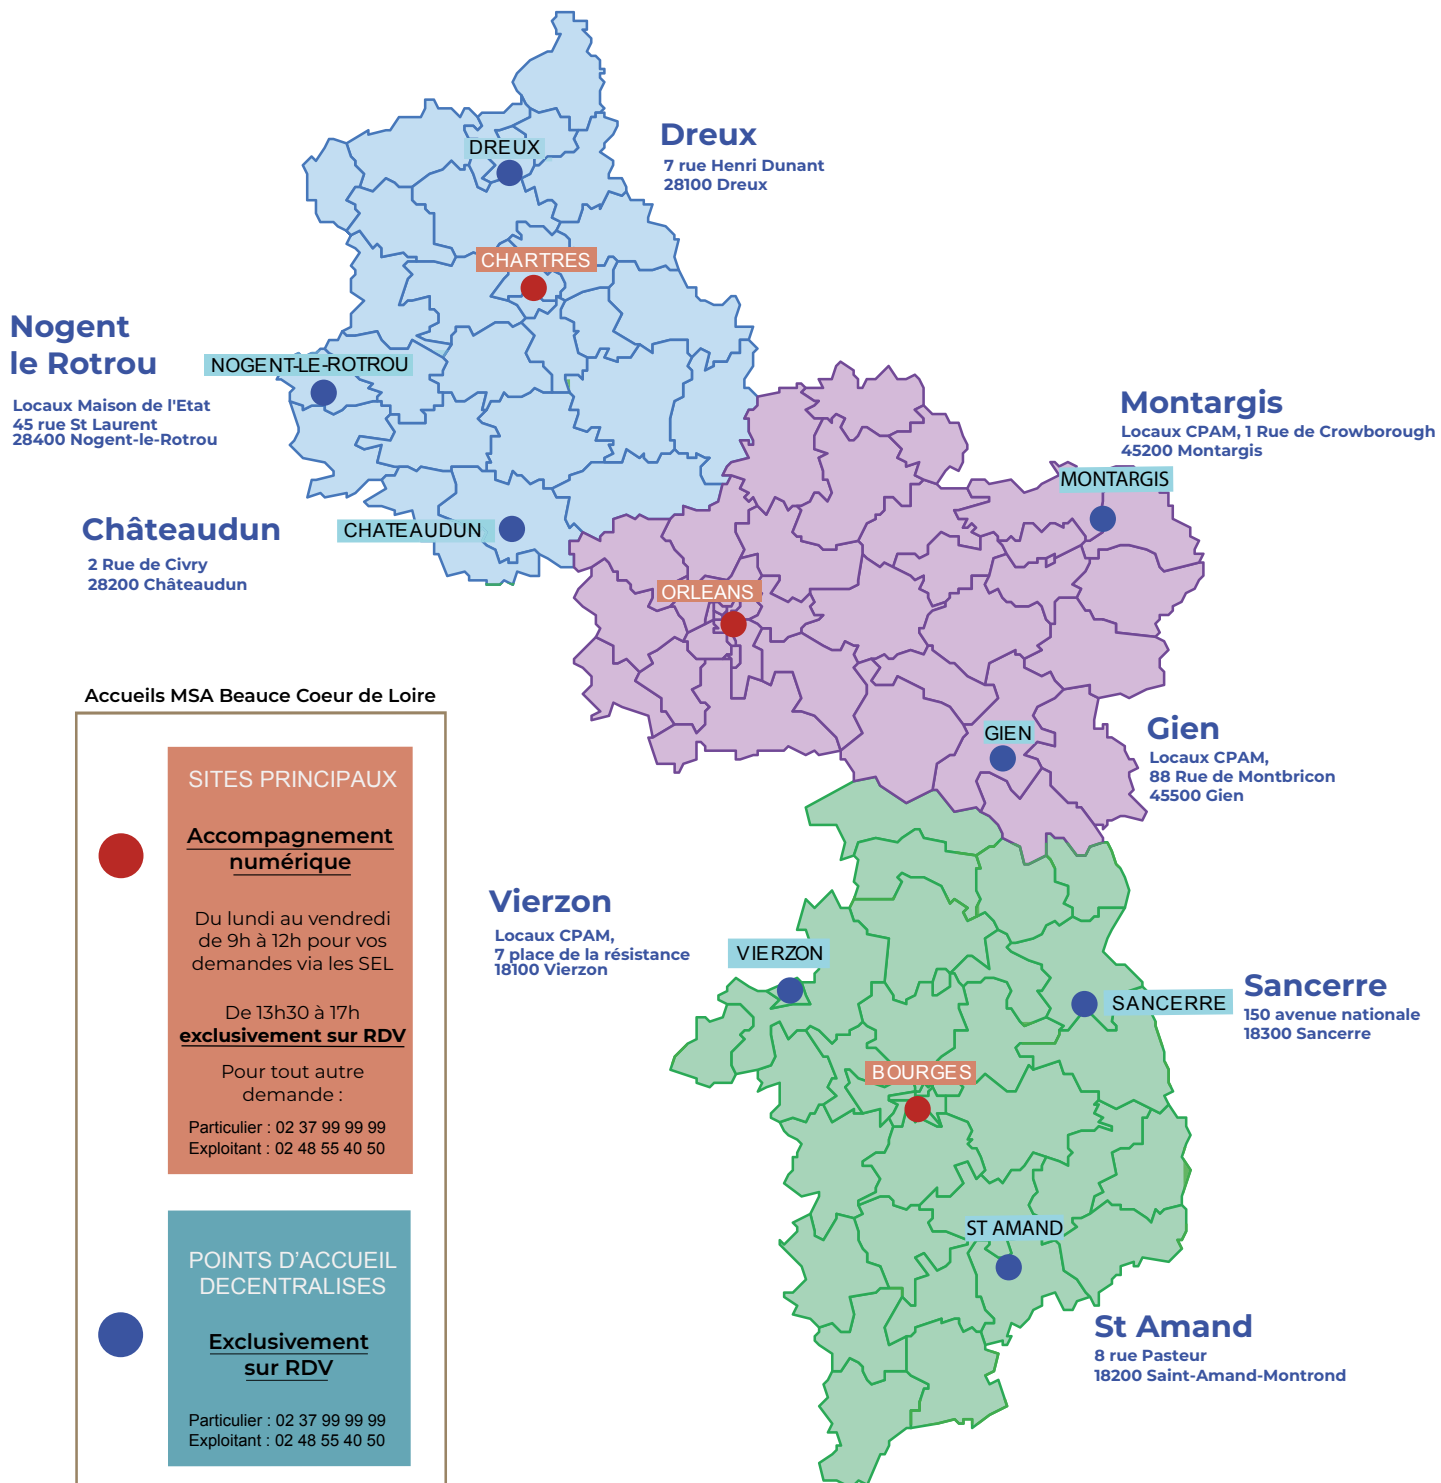 Dreux
7 rue Henri Dunant
28100 Dreux
DREUX
CHARTRES
Nogent
le Rotrou
Locaux Maison de l'Etat
45 rue St Laurent
28400 Nogent-le-Rotrou
NOGENT-LE-ROTROU
Montargis
Locaux CPAM, 1 Rue de Crowborough
45200 Montargis
MONTARGIS
Châteaudun
2 Rue de Civry
28200 Châteaudun
CHATEAUDUN
ORLEANS
Gien
Locaux CPAM,
88 Rue de Montbricon
45500 Gien
GIEN
Accueils MSA Beauce Coeur de Loire
SITES PRINCIPAUX
Accompagnement
numérique
Du lundi au vendredi
de 9h à 12h pour vos
demandes via les SEL
De 13h30 à 17h
exclusivement sur RDV
Pour tout autre
demande :
Particulier : 02 37 99 99 99
Exploitant : 02 48 55 40 50
POINTS D'ACCUEIL
DECENTRALISES
Exclusivement
sur RDV
Particulier : 02 37 99 99 99
Exploitant : 02 48 55 40 50
Vierzon
Locaux CPAM,
7 place de la résistance
18100 Vierzon
VIERZON
Sancerre
150 avenue nationale
18300 Sancerre
SANCERRE
BOURGES
ST AMAND
St Amand
8 rue Pasteur
18200 Saint-Amand-Montrond